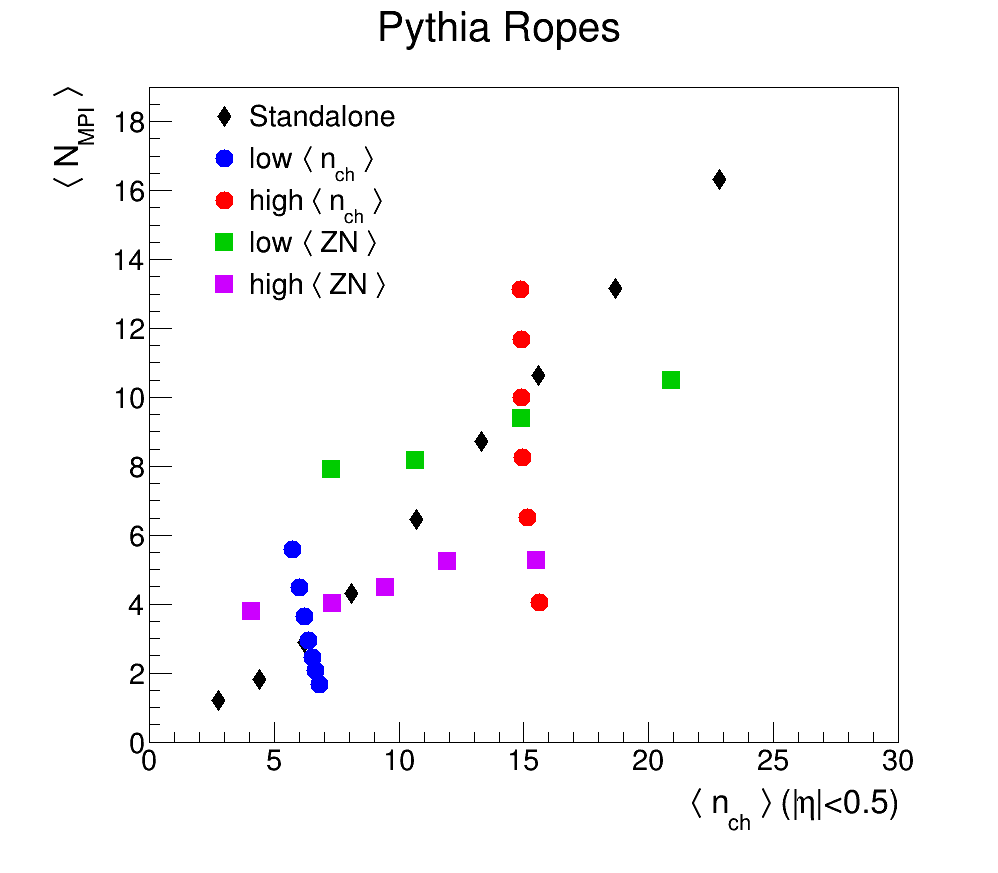 Pythia Ropes
⟨ N_MPI ⟩
Standalone
low ⟨ n_ch ⟩
high ⟨ n_ch ⟩
low ⟨ ZN ⟩
high ⟨ ZN ⟩
18
16
14
12
10
8
6
4
2
0
0 5 10 15 20 25 30
⟨ n_ch ⟩ (|η|<0.5)